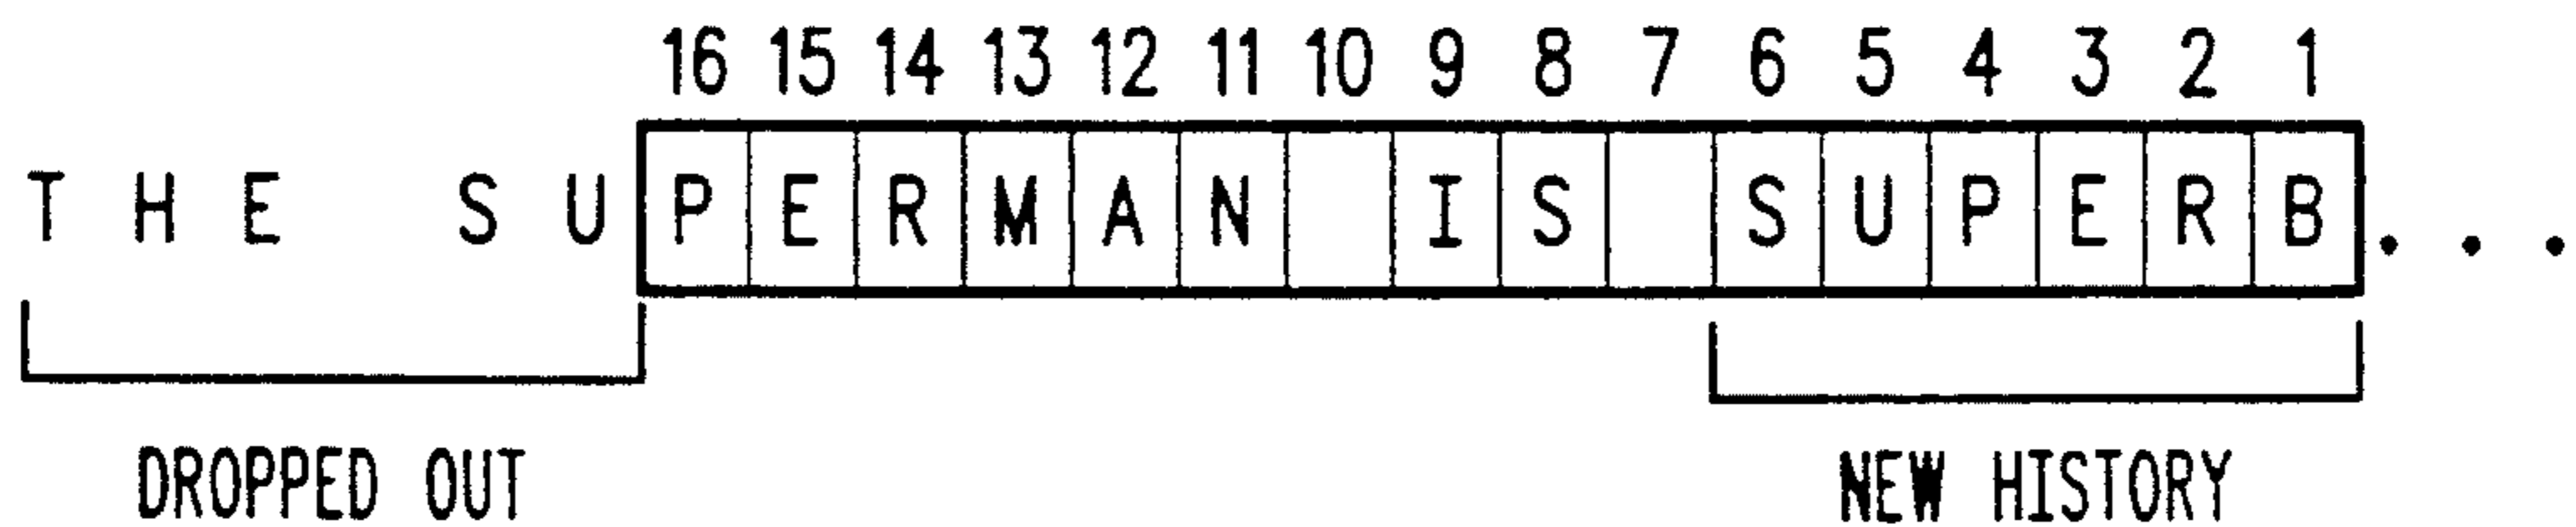 16 15 14 13 12 11 10 9 8 7 6 5 4 3 2 1
T H E S U P E R M A N I S S U P E R B . . .
DROPPED OUT NEW HISTORY